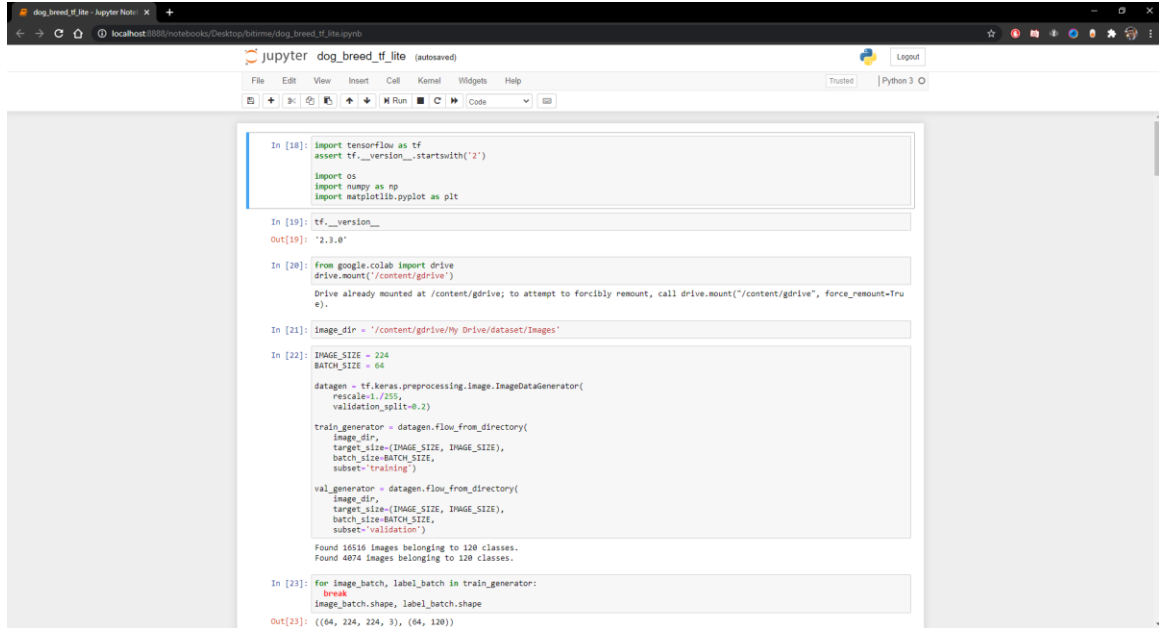 dog_breed_tf_lite - Jupyter Note
localhost:8888/notebooks/Desktop/bitirme/dog_breed_tf_lite.ipynb
jupyter dog_breed_tf_lite (autosaved)
Logout
File Edit View Insert Cell Kernel Widgets Help
Trusted
Python 3
Run
Code
In [18]: import tensorflow as tf
assert tf.__version__.startswith('2')
import os
import numpy as np
import matplotlib.pyplot as plt
In [19]: tf.__version__
Out[19]: '2.3.0'
In [20]: from google.colab import drive
drive.mount('/content/gdrive')
Drive already mounted at /content/gdrive; to attempt to forcibly remount, call drive.mount("/content/gdrive", force_remount=Tru
e).
In [21]: image_dir = '/content/gdrive/My Drive/dataset/Images'
In [22]: IMAGE_SIZE = 224
BATCH_SIZE = 64
datagen = tf.keras.preprocessing.image.ImageDataGenerator(
rescale=1./255,
validation_split=0.2)
train_generator = datagen.flow_from_directory(
image_dir,
target_size=(IMAGE_SIZE, IMAGE_SIZE),
batch_size=BATCH_SIZE,
subset='training')
val_generator = datagen.flow_from_directory(
image_dir,
target_size=(IMAGE_SIZE, IMAGE_SIZE),
batch_size=BATCH_SIZE,
subset='validation')
Found 16516 images belonging to 120 classes.
Found 4074 images belonging to 120 classes.
In [23]: for image_batch, label_batch in train_generator:
break
image_batch.shape, label_batch.shape
Out[23]: ((64, 224, 224, 3), (64, 120))